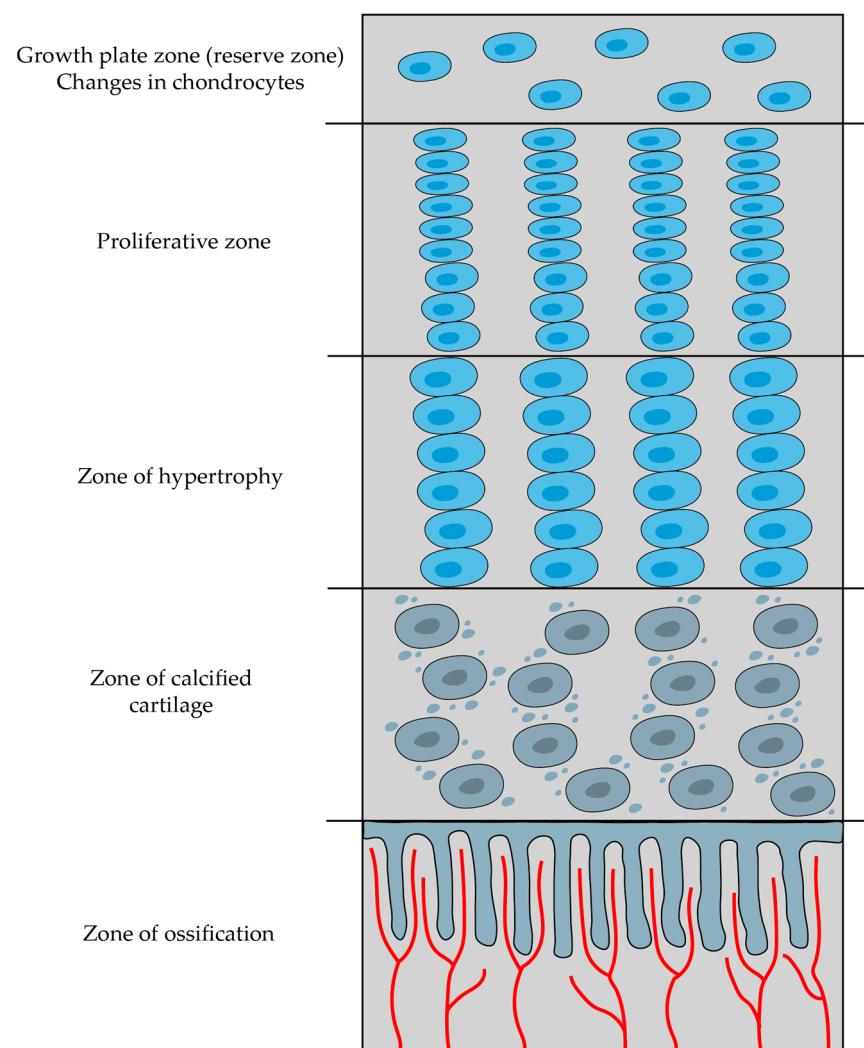 Growth plate zone (reserve zone)
Changes in chondrocytes
Proliferative zone
Zone of hypertrophy
Zone of calcified
cartilage
Zone of ossification